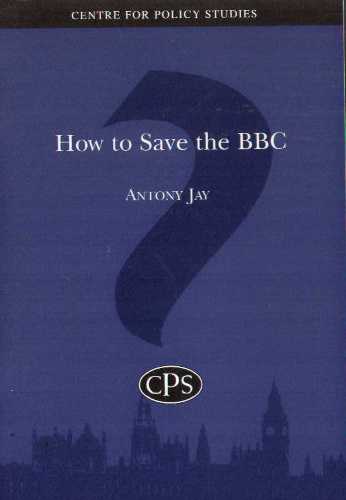 CENTRE FOR POLICY STUDIES
?
How to Save the BBC
ANTONY JAY
CPS